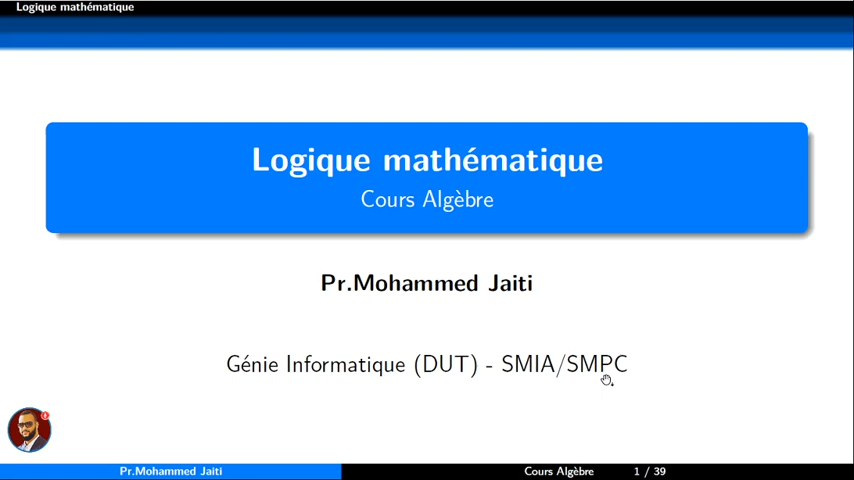 Logique mathématique
Logique mathématique
Cours Algèbre
Pr.Mohammed Jaiti
Génie Informatique (DUT) - SMIA/SMPC
Pr.Mohammed Jaiti
Cours Algèbre
1 / 39